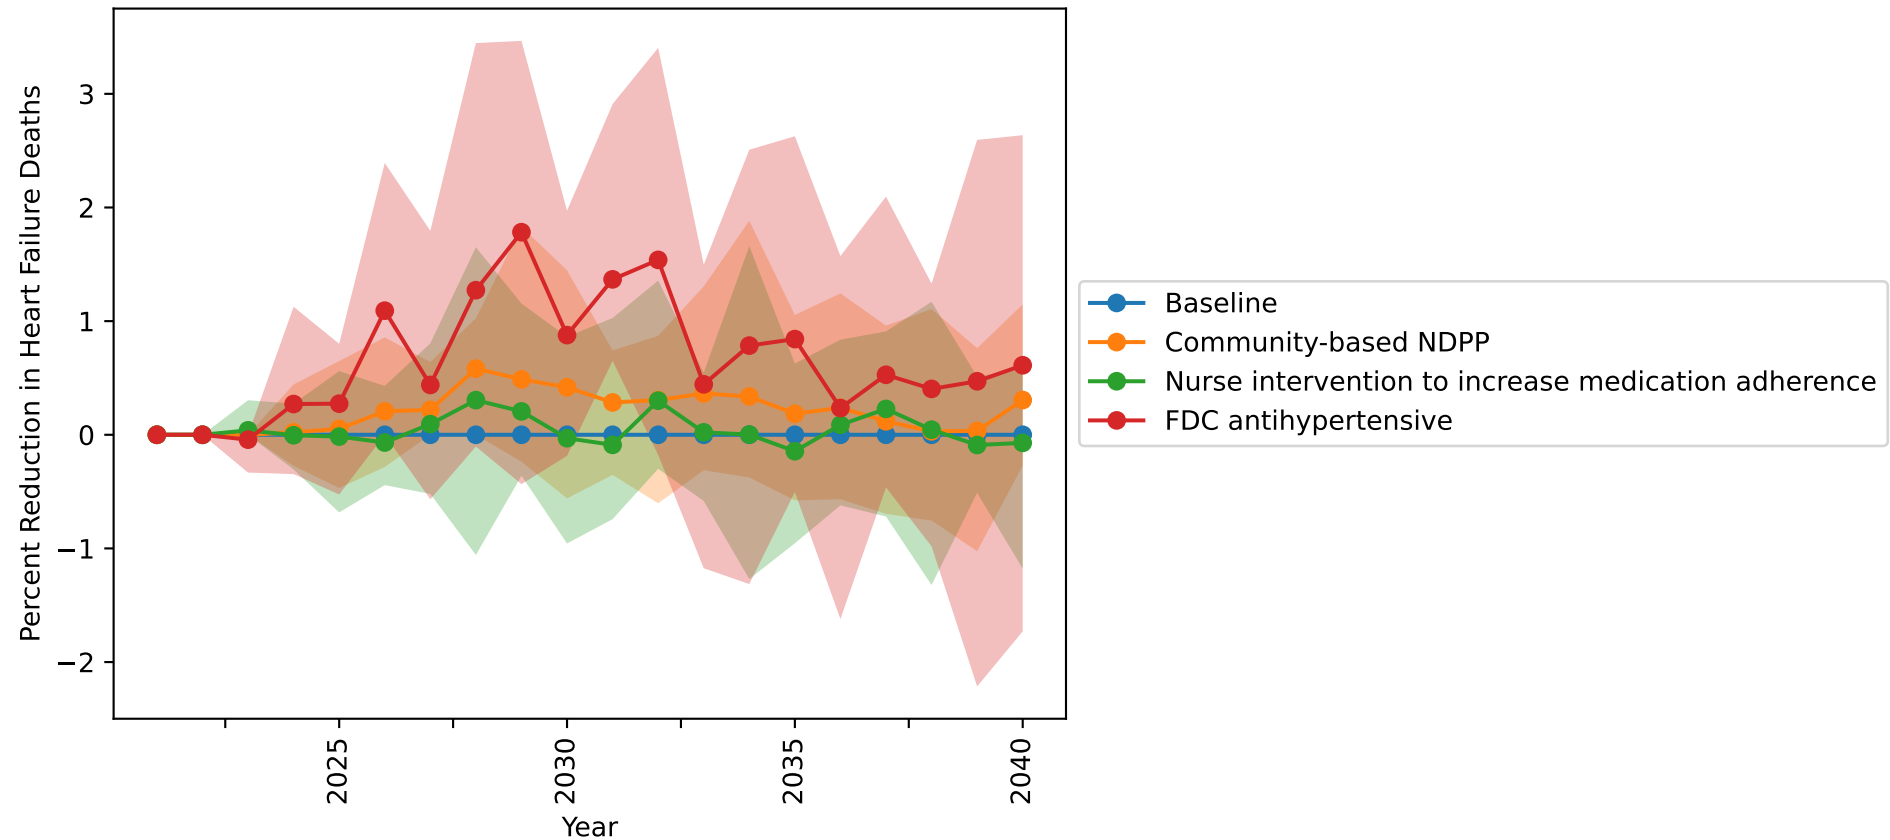 Percent Reduction in Heart Failure Deaths
3
2
1
0
−1
−2
2025
2030
2035
2040
Year
Baseline
Community-based NDPP
Nurse intervention to increase medication adherence
FDC antihypertensive